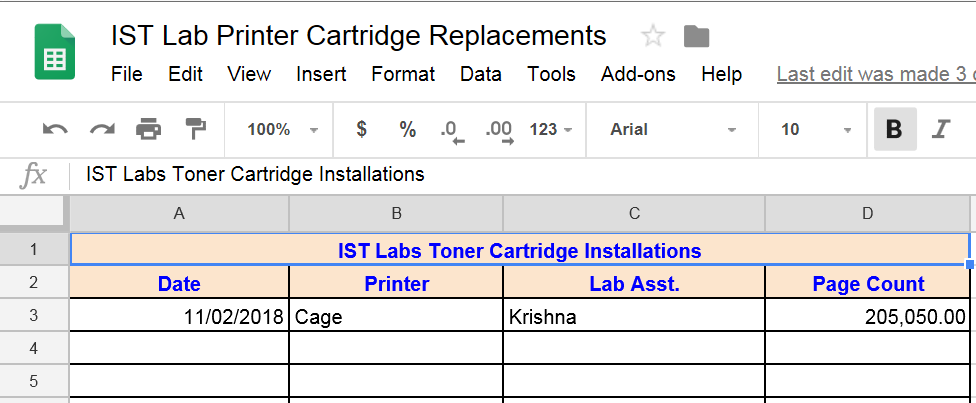 IST Lab Printer Cartridge Replacements
File Edit View Insert Format Data Tools Add-ons Help Last edit was made 3
100% $ % .0 .00 123 Arial 10 B I
fx IST Labs Toner Cartridge Installations
A B C D
1 IST Labs Toner Cartridge Installations
2 Date Printer Lab Asst. Page Count
3 11/02/2018 Cage Krishna 205,050.00
4
5